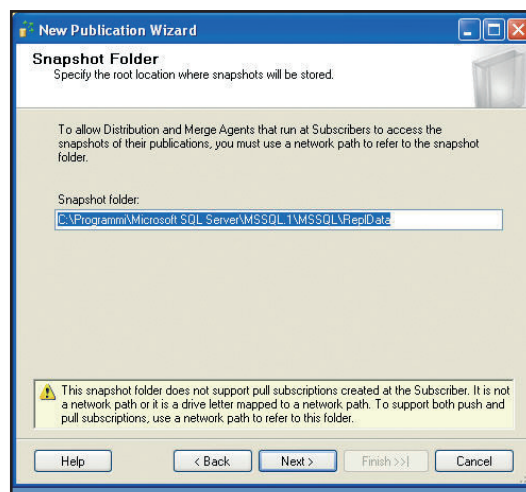 New Publication Wizard
Snapshot Folder
Specify the root location where snapshots will be stored.
To allow Distribution and Merge Agents that run at Subscribers to access the
snapshots of their publications, you must use a network path to refer to the snapshot
folder.
Snapshot folder:
C:\Programmi\Microsoft SQL Server\MSSQL.1\MSSQL\ReplData
This snapshot folder does not support pull subscriptions created at the Subscriber. It is not
a network path or it is a drive letter mapped to a network path. To support both push and
pull subscriptions, use a network path to refer to this folder.
Help < Back Next > Finish >>| Cancel